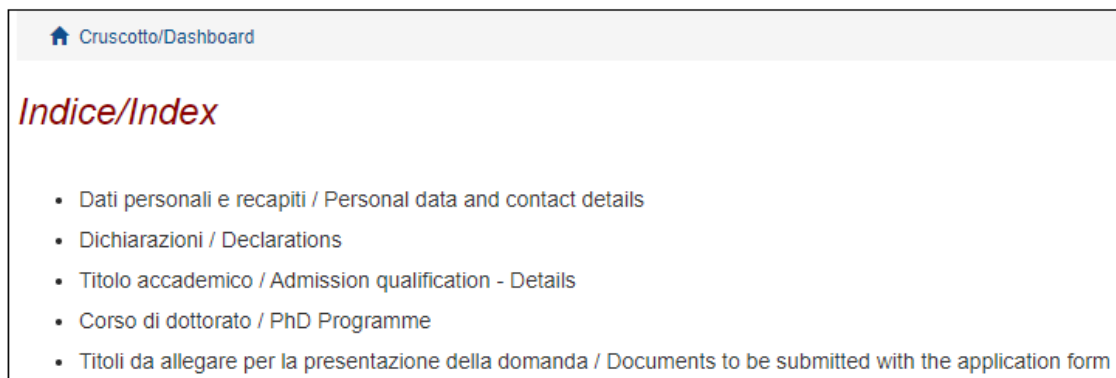 Cruscotto/Dashboard
Indice/Index
• Dati personali e recapiti / Personal data and contact details
• Dichiarazioni / Declarations
• Titolo accademico / Admission qualification - Details
• Corso di dottorato / PhD Programme
• Titoli da allegare per la presentazione della domanda / Documents to be submitted with the application form